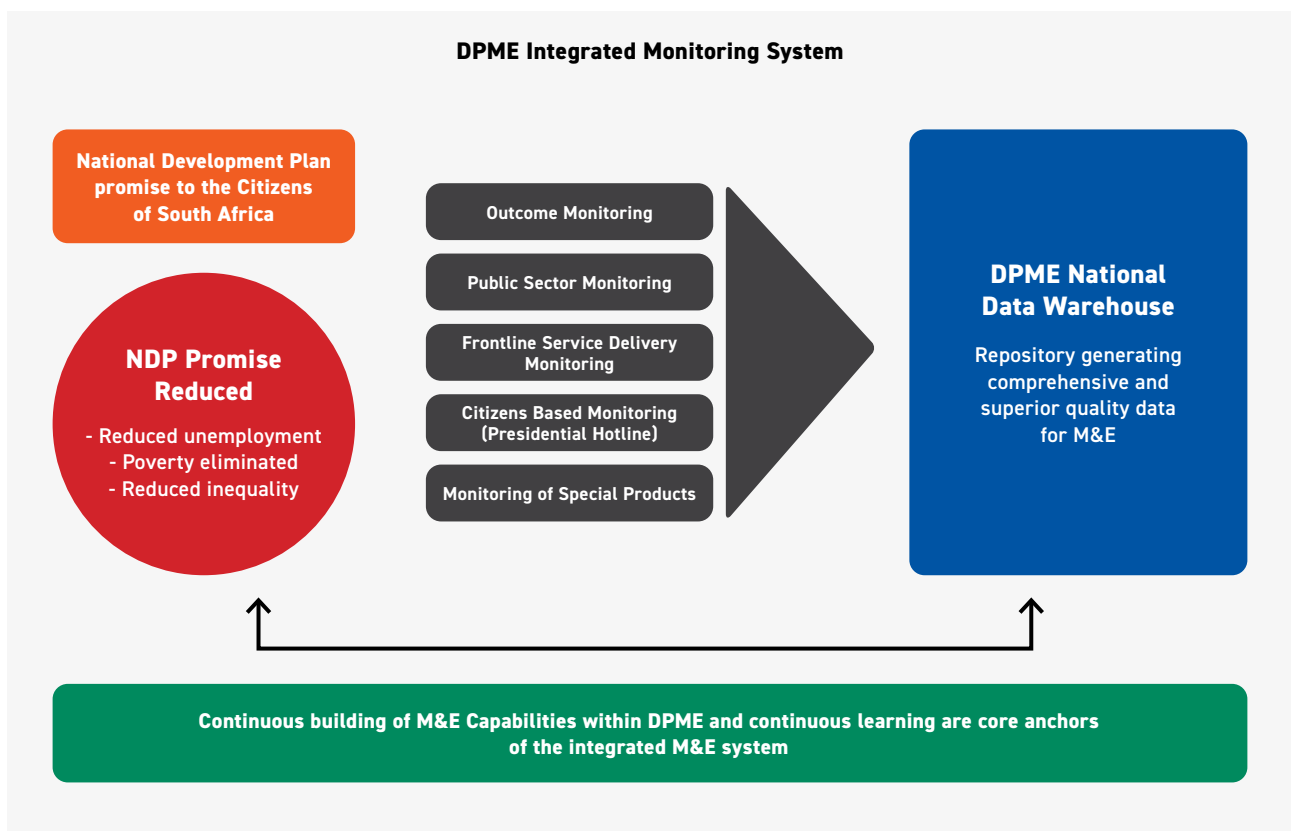 DPME Integrated Monitoring System
National Development Plan
promise to the Citizens
of South Africa
NDP Promise
Reduced
- Reduced unemployment
- Poverty eliminated
- Reduced inequality
Outcome Monitoring
Public Sector Monitoring
Frontline Service Delivery
Monitoring
Citizens Based Monitoring
(Presidential Hotline)
Monitoring of Special Products
DPME National
Data Warehouse
Repository generating
comprehensive and
superior quality data
for M&E
Continuous building of M&E Capabilities within DPME and continuous learning are core anchors
of the integrated M&E system